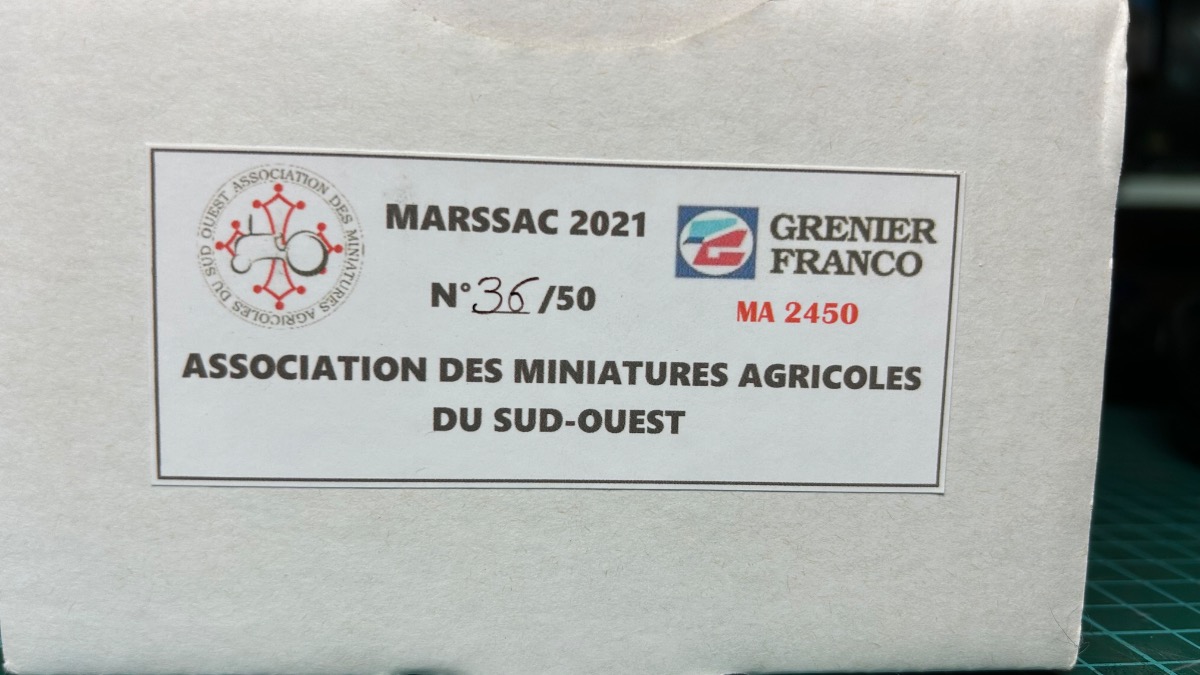 ASSOCIATION DES MINIATURES AGRICOLES DU SUD OUEST
MARSSAC 2021
N° 36 /50
GRENIER
FRANCO
MA 2450
ASSOCIATION DES MINIATURES AGRICOLES
DU SUD-OUEST